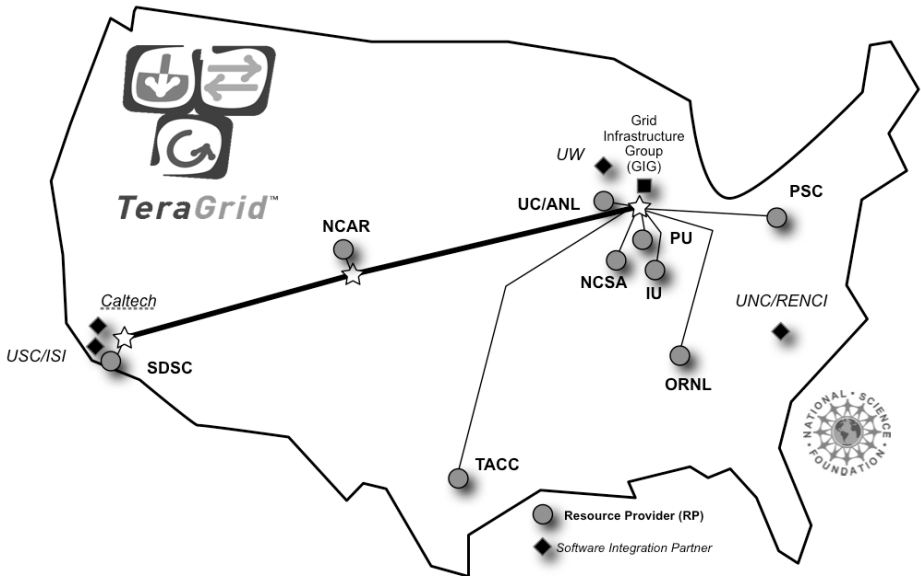 Grid
Infrastructure
Group
(GIG)
UW
UC/ANL
PSC
TeraGrid™
NCAR
PU
NCSA
IU
Caltech
UNC/RENCI
USC/ISI
SDSC
ORNL
NATIONAL • SCIENCE • FOUNDATION •
TACC
Resource Provider (RP)
Software Integration Partner